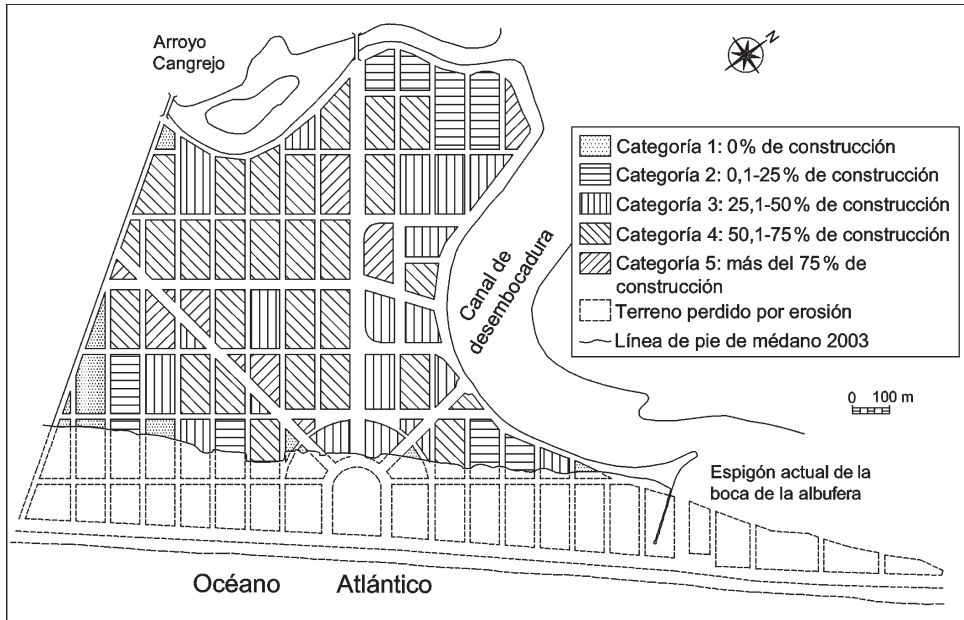 Arroyo
Cangrejo
N
Categoría 1: 0% de construcción
Categoría 2: 0,1-25% de construcción
Categoría 3: 25,1-50% de construcción
Categoría 4: 50,1-75% de construcción
Categoría 5: más del 75% de
construcción
Terreno perdido por erosión
Línea de pie de médano 2003
Canal de
desembocadura
0 100 m
Espigón actual de la
boca de la albufera
Océano Atlántico